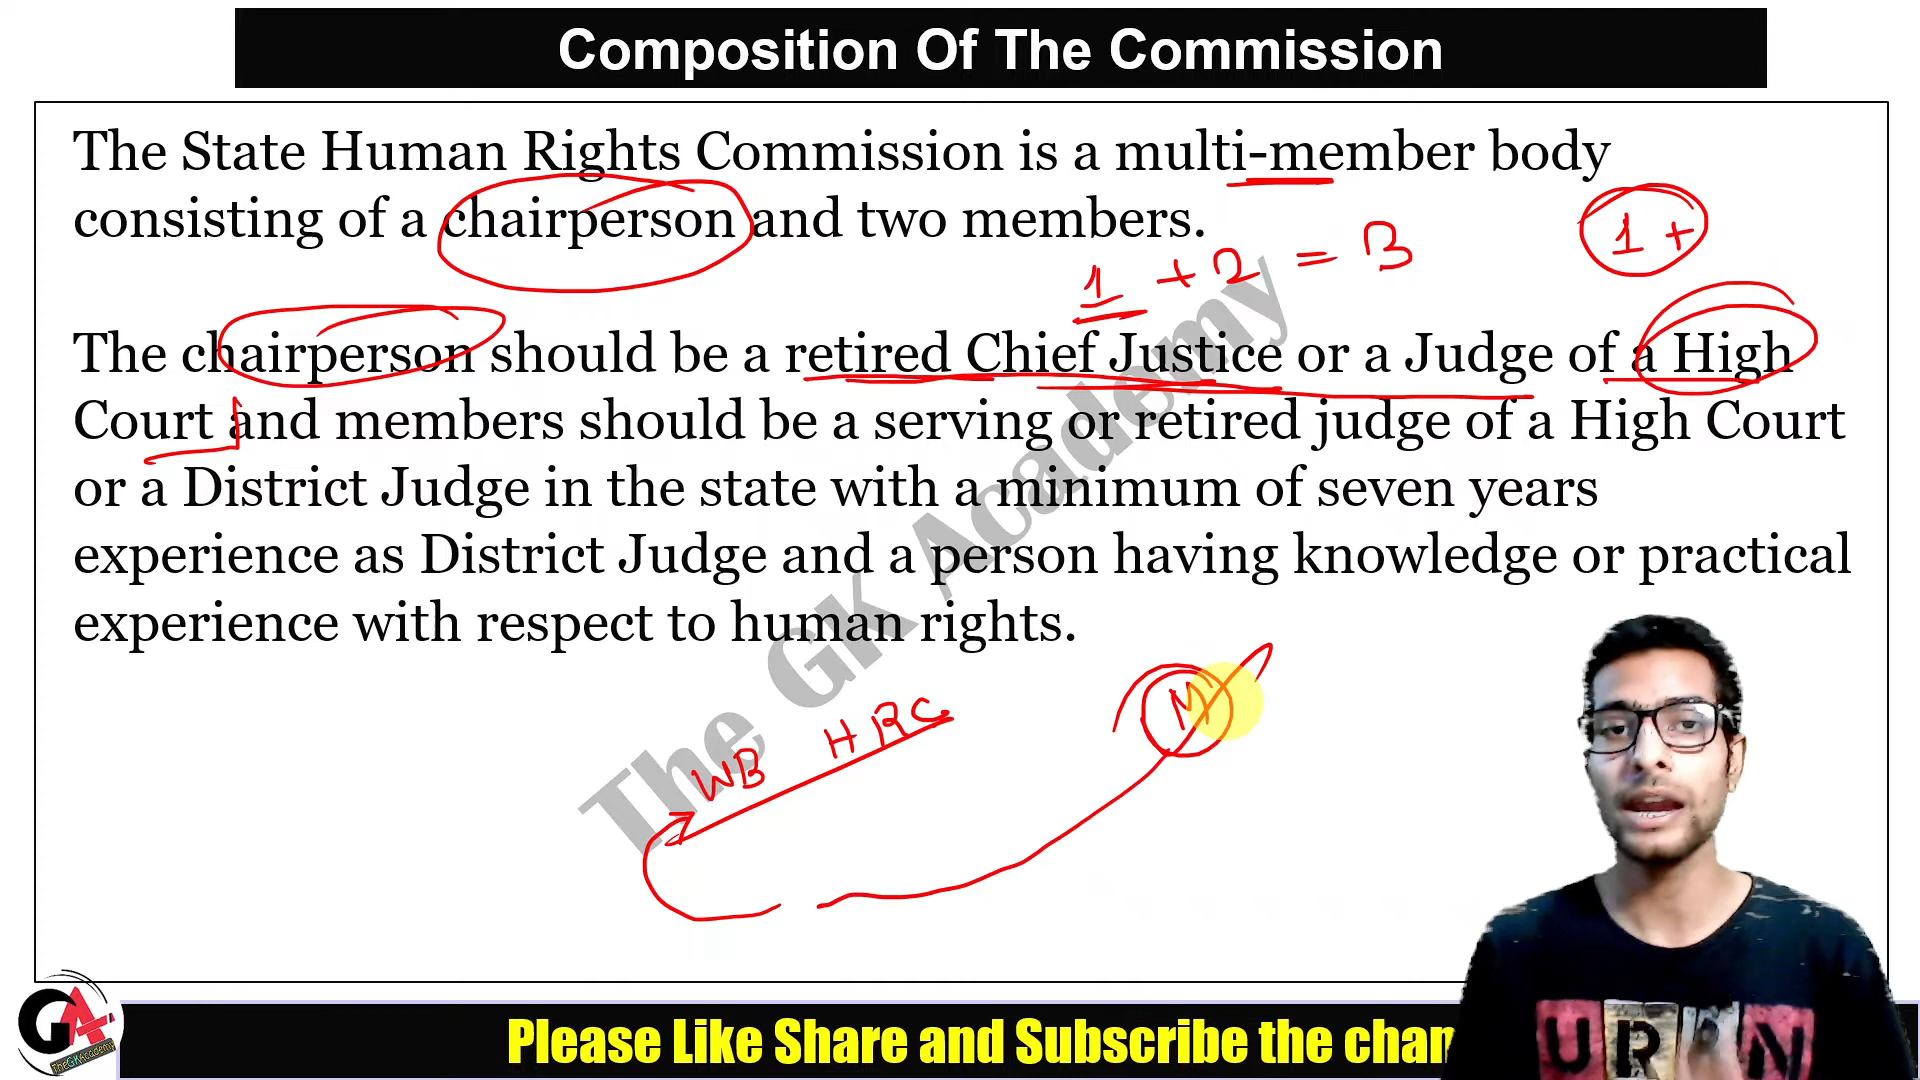 Composition Of The Commission
The State Human Rights Commission is a multi-member body
consisting of a chairperson and two members.
1 +
1 + 2 = 3
The chairperson should be a retired Chief Justice or a Judge of a High
Court and members should be a serving or retired judge of a High Court
or a District Judge in the state with a minimum of seven years
experience as District Judge and a person having knowledge or practical
experience with respect to human rights.
The GK Academy
WB HRC
M
GA
TheGKAcademy
Please Like Share and Subscribe the chan